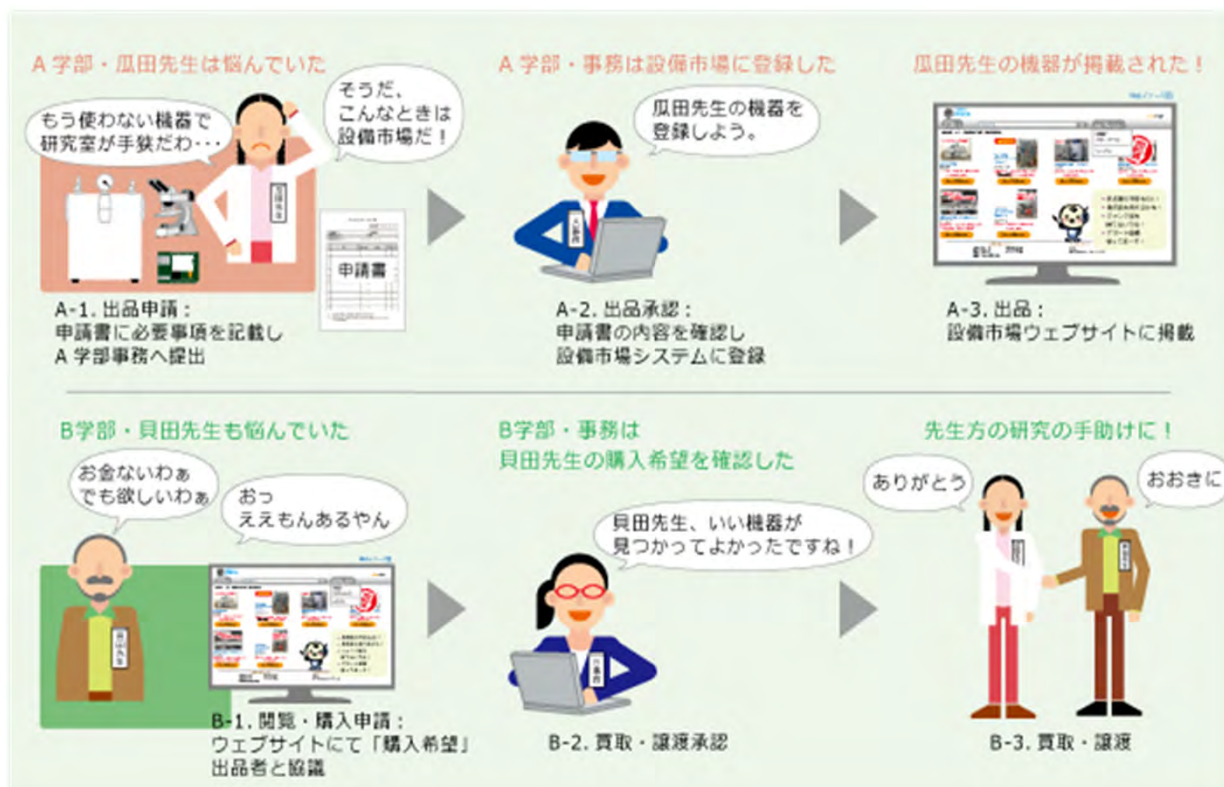 A学部・瓜田先生は悩んでいた
もう使わない機器で
研究室が手狭だわ・・・
そうだ、
こんなときは
設備市場だ！
申請書
A-1. 出品申請：
申請書に必要事項を記載し
A学部事務へ提出
A学部・事務は設備市場に登録した
瓜田先生の機器を
登録しよう。
A-2. 出品承認：
申請書の内容を確認し
設備市場システムに登録
瓜田先生の機器が掲載された！
A-3. 出品：
設備市場ウェブサイトに掲載
B学部・貝田先生も悩んでいた
お金ないわぁ
でも欲しいわぁ
おっ
ええもんあるやん
貝田先生
B-1. 閲覧・購入申請：
ウェブサイトにて「購入希望」
出品者と協議
B学部・事務は
貝田先生の購入希望を確認した
貝田先生、いい機器が
見つかってよかったですね！
B-2. 買取・譲渡承認
先生方の研究の手助けに！
ありがとう
おおきに
B-3. 買取・譲渡